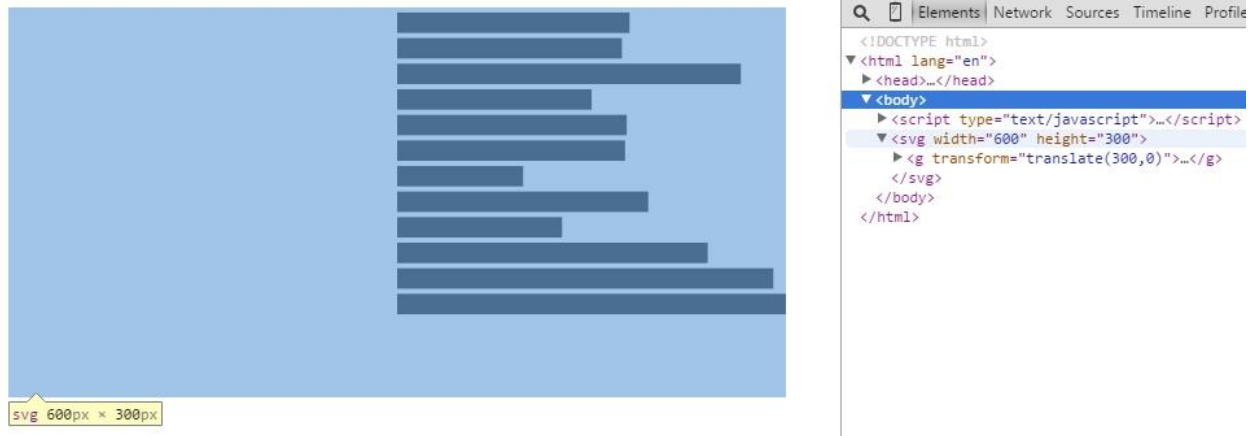 Elements Network Sources Timeline Profile
<!DOCTYPE html>
<html lang="en">
<head>…</head>
<body>
<script type="text/javascript">…</script>
<svg width="600" height="300">
<g transform="translate(300,0)">…</g>
</svg>
</body>
</html>
svg 600px × 300px